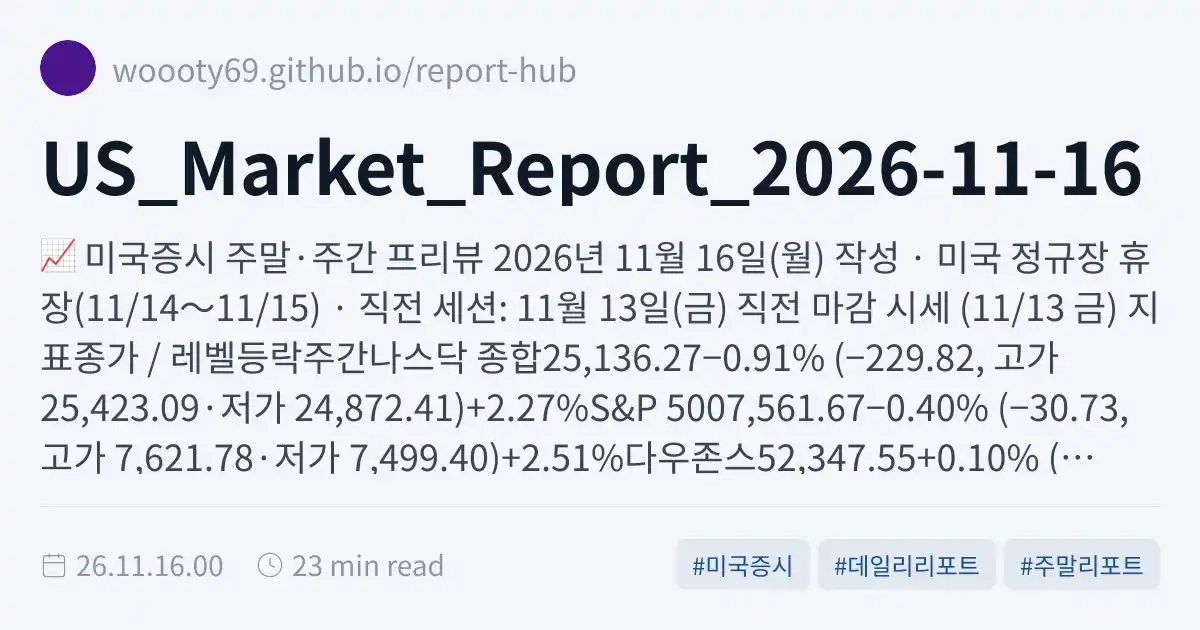 woooty69.github.io/report-hub
US_Market_Report_2026-11-16
📈 미국증시 주말·주간 프리뷰 2026년 11월 16일(월) 작성 · 미국 정규장 휴
장(11/14～11/15) · 직전 세션: 11월 13일(금) 직전 마감 시세 (11/13 금) 지
표종가 / 레벨등락주간나스닥 종합25,136.27−0.91% (−229.82, 고가
25,423.09·저가 24,872.41)+2.27%S&P 5007,561.67−0.40% (−30.73,
고가 7,621.78·저가 7,499.40)+2.51%다우존스52,347.55+0.10% (…
26.11.16.00 23 min read #미국증시 #데일리리포트 #주말리포트